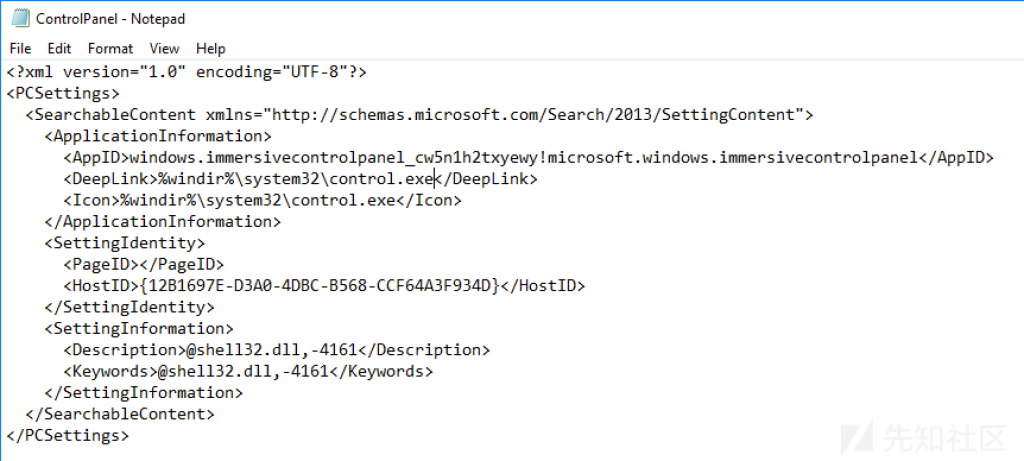 ControlPanel - Notepad
File Edit Format View Help
<?xml version="1.0" encoding="UTF-8"?>
<PCSettings>
  <SearchableContent xmlns="http://schemas.microsoft.com/Search/2013/SettingContent">
    <ApplicationInformation>
      <AppID>windows.immersivecontrolpanel_cw5n1h2txyewy!microsoft.windows.immersivecontrolpanel</AppID>
      <DeepLink>%windir%\system32\control.exe</DeepLink>
      <Icon>%windir%\system32\control.exe</Icon>
    </ApplicationInformation>
    <SettingIdentity>
      <PageID></PageID>
      <HostID>{12B1697E-D3A0-4DBC-B568-CCF64A3F934D}</HostID>
    </SettingIdentity>
    <SettingInformation>
      <Description>@shell32.dll,-4161</Description>
      <Keywords>@shell32.dll,-4161</Keywords>
    </SettingInformation>
  </SearchableContent>
</PCSettings>
先知社区